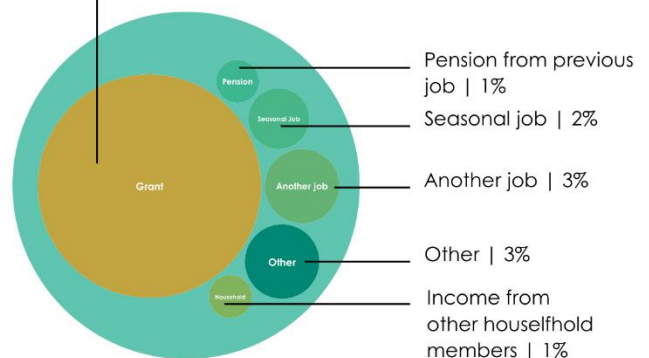 Pension from previous
job | 1%
Pension
Seasonal job | 2%
Seasonal Job
Another job | 3%
Grant
Another job
Other | 3%
Other
Income from
other houselfhold
members | 1%
Household